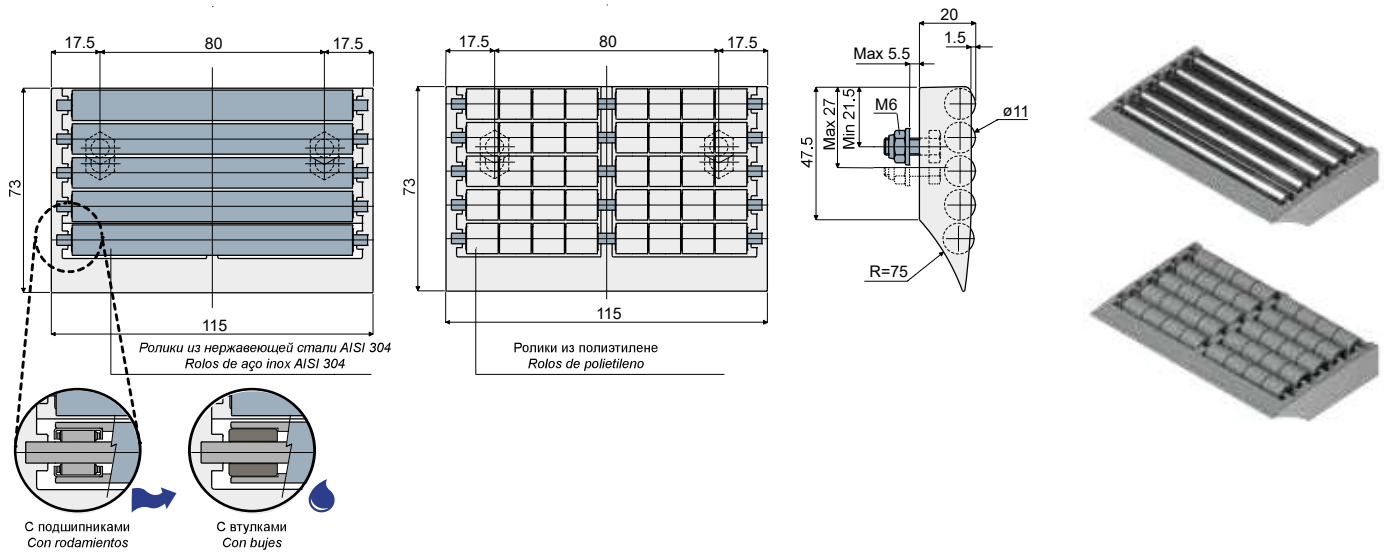 17.5
80
17.5
73
115
Ролики из нержавеющей стали AISI 304
Rolos de aço inox AISI 304
17.5
80
17.5
73
115
Ролики из полиэтилене
Rolos de polietileno
20
1.5
Max 5.5
M6
Max 27
Min 21.5
47.5
ø11
R=75
С подшипниками
Con rodamientos
С втулками
Con bujes